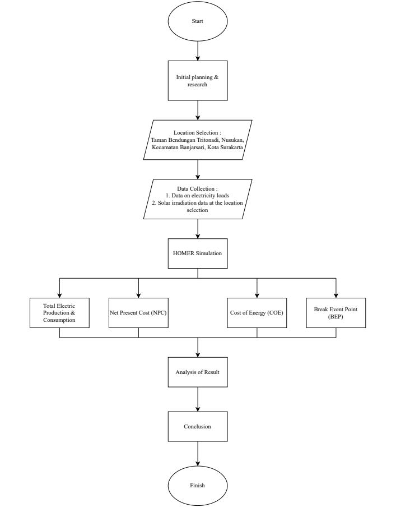 Start
Initial planning &
research
Location Selection :
Taman Bendungan Tirtonadi, Nusukan,
Kecamatan Banjarsari, Kota Surakarta
Data Collection :
1. Data on electricity loads
2. Solar irradiation data at the location
selection
HOMER Simulation
Total Electric
Production &
Consumption
Net Present Cost (NPC)
Cost of Energy (COE)
Break Event Point
(BEP)
Analysis of Result
Conclusion
Finish